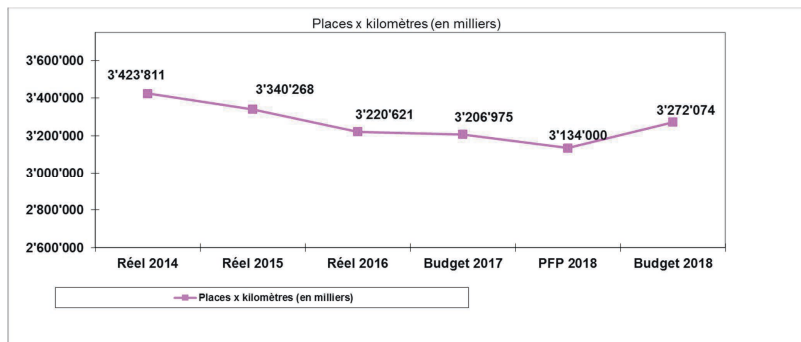 Places x kilomètres (en milliers)
3'600'000
3'400'000
3'200'000
3'000'000
2'800'000
2'600'000
3'423'811
3'340'268
3'220'621
3'206'975
3'134'000
3'272'074
Réel 2014
Réel 2015
Réel 2016
Budget 2017
PFP 2018
Budget 2018
Places x kilomètres (en milliers)